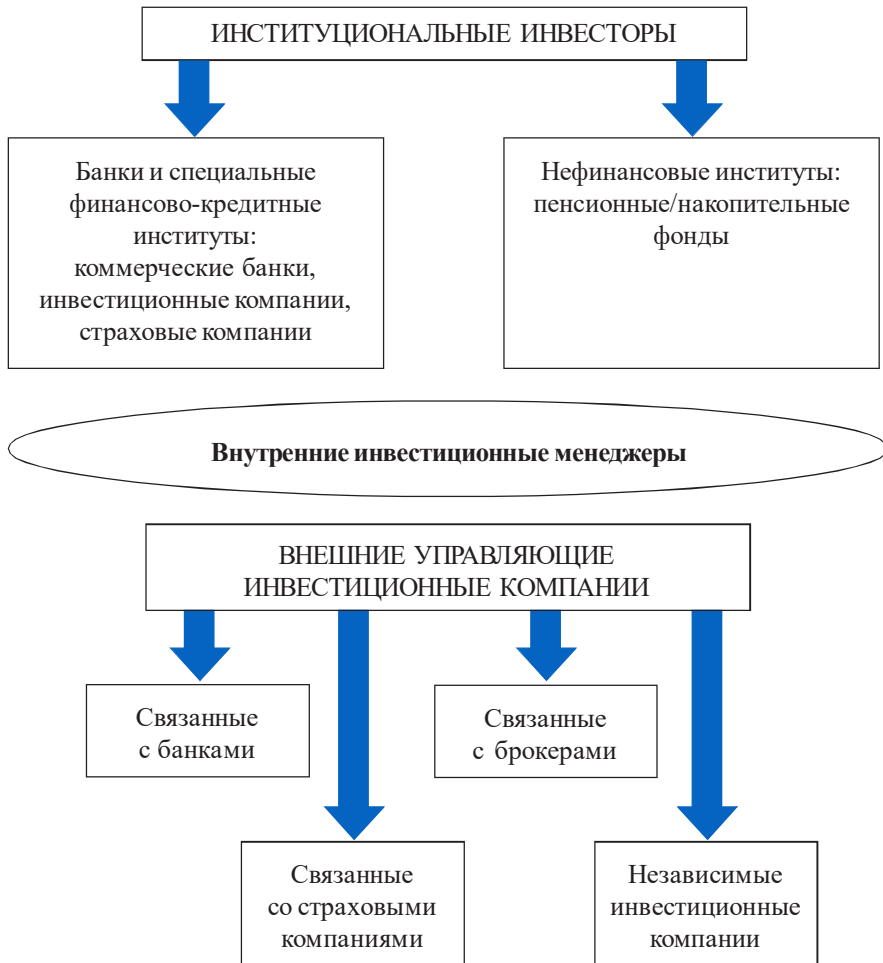 ИНСТИТУЦИОНАЛЬНЫЕ ИНВЕСТОРЫ
Банки и специальные
финансово-кредитные
институты:
коммерческие банки,
инвестиционные компании,
страховые компании
Нефинансовые институты:
пенсионные/накопительные
фонды
Внутренние инвестиционные менеджеры
ВНЕШНИЕ УПРАВЛЯЮЩИЕ
ИНВЕСТИЦИОННЫЕ КОМПАНИИ
Связанные
с банками
Связанные
с брокерами
Связанные
со страховыми
компаниями
Независимые
инвестиционные
компании